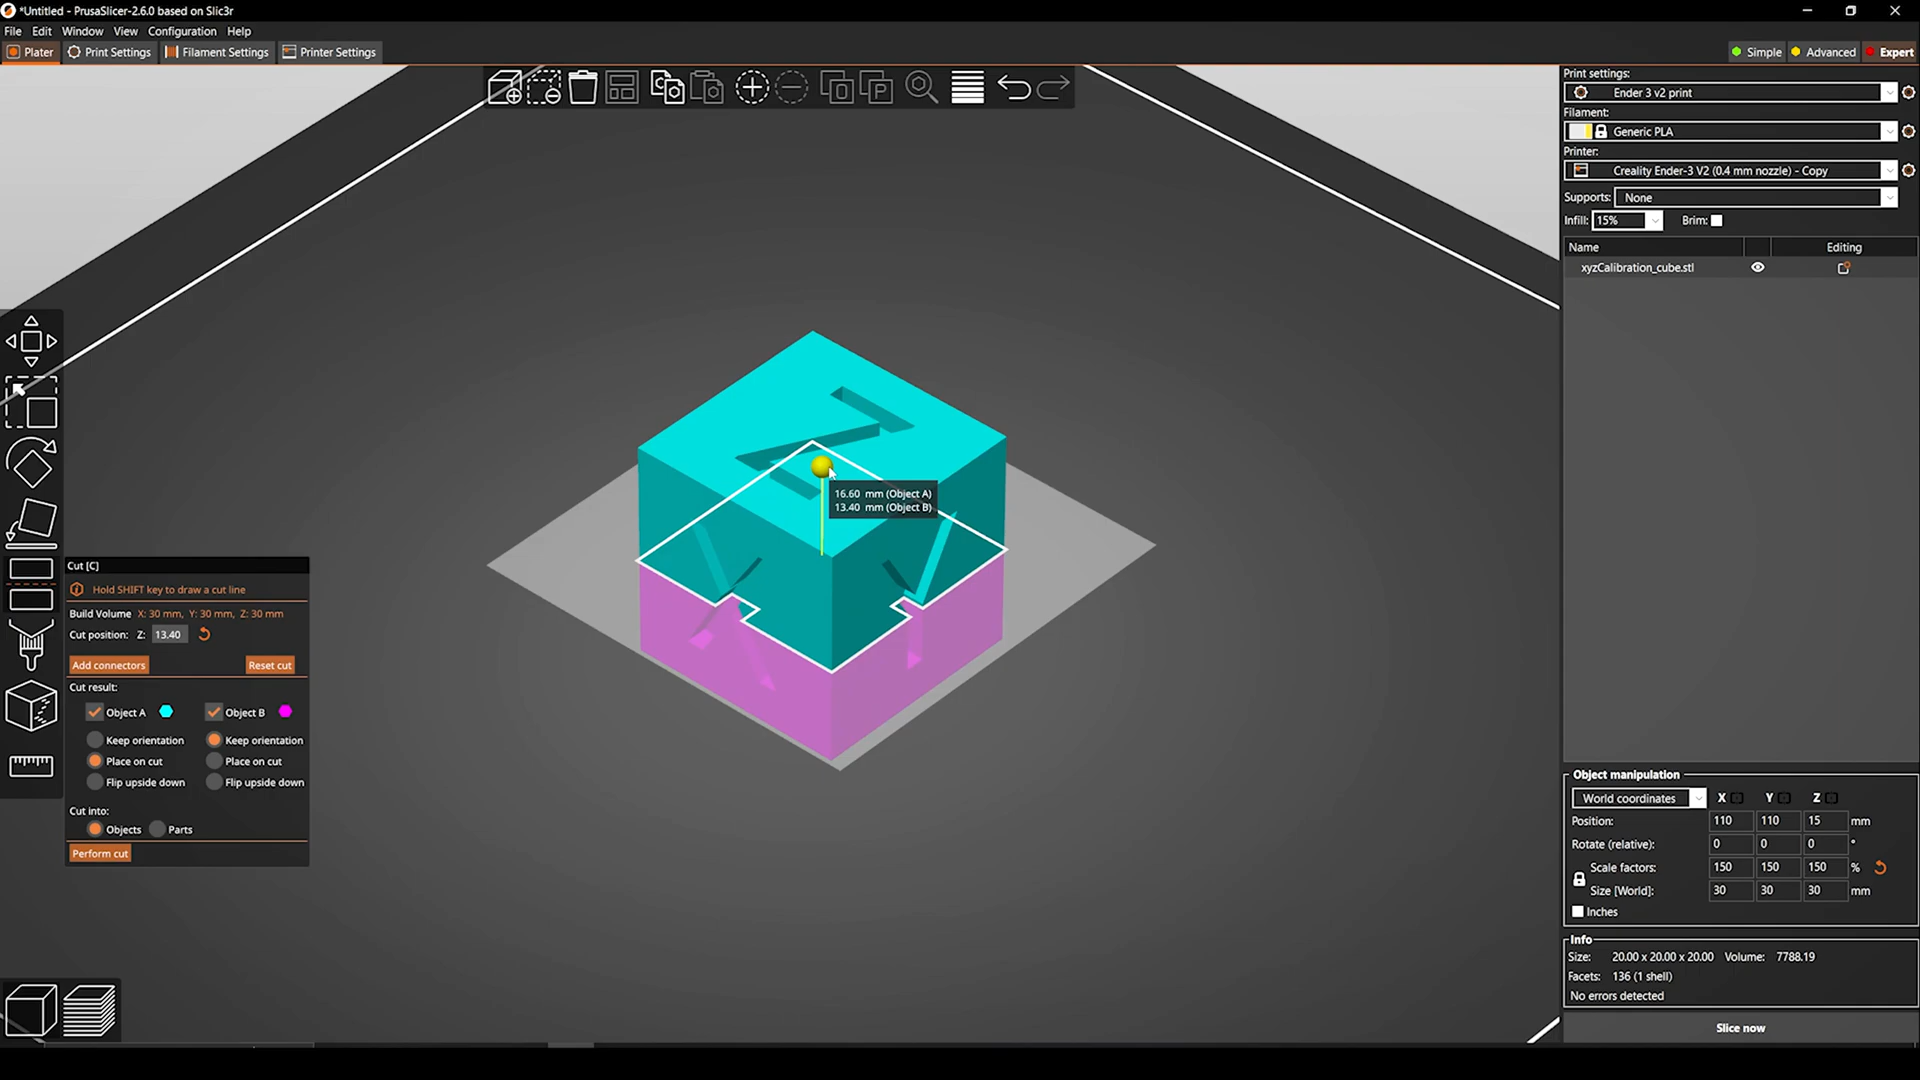 *Untitled - PrusaSlicer-2.6.0 based on Slic3r
File Edit Window View Configuration Help
Plater Print Settings Filament Settings Printer Settings
Simple Advanced Expert
Print settings:
Ender 3 v2 print
Filament:
Generic PLA
Printer:
Creality Ender-3 V2 (0.4 mm nozzle) - Copy
Supports: None
Infill: 15% Brim:
Name Editing
xyzCalibration_cube.stl
Z
16.60 mm (Object A)
13.40 mm (Object B)
X Y
Cut [C]
Hold SHIFT key to draw a cut line
Build Volume X: 30 mm, Y: 30 mm, Z: 30 mm
Cut position: Z: 13.40
Add connectors Reset cut
Cut result:
Object A Object B
Keep orientation Keep orientation
Place on cut Place on cut
Flip upside down Flip upside down
Cut into:
Objects Parts
Perform cut
Object manipulation
World coordinates X Y Z
Position: 110 110 15 mm
Rotate (relative): 0 0 0 °
Scale factors: 150 150 150 %
Size [World]: 30 30 30 mm
Inches
Info
Size: 20.00 x 20.00 x 20.00 Volume: 7788.19
Facets: 136 (1 shell)
No errors detected
Slice now